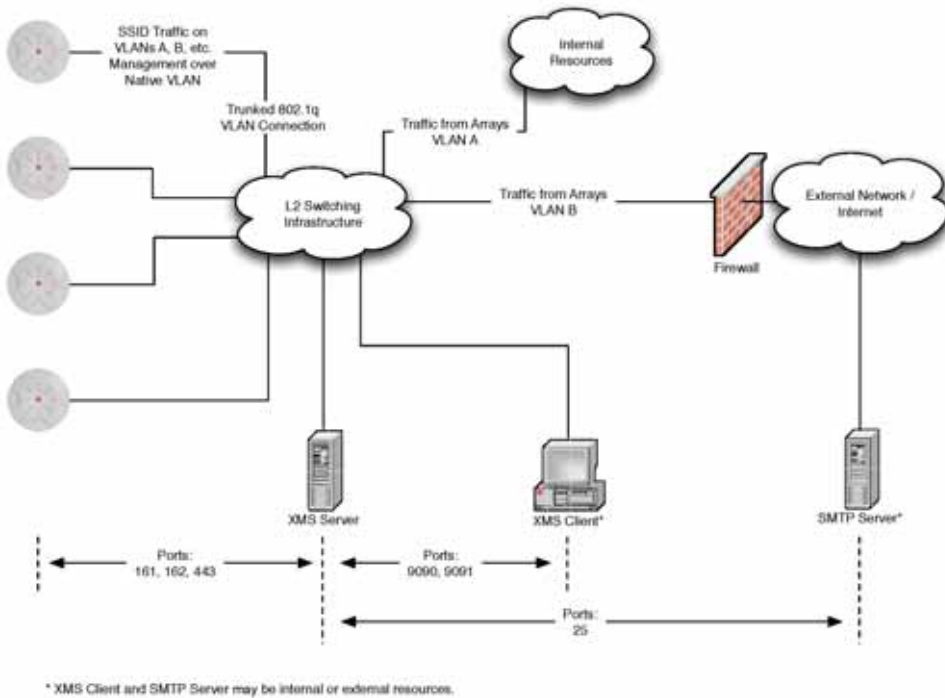 SSID Traffic on
VLANs A, B, etc.
Management over
Native VLAN
Internal
Resources
Trunked 802.1q
VLAN Connection
Traffic from Arrays
VLAN A
L2 Switching
Infrastructure
Traffic from Arrays
VLAN B
External Network /
Internet
Firewall
XMS Server
XMS Client*
SMTP Server*
Ports:
161, 162, 443
Ports:
9090, 9091
Ports:
25
* XMS Client and SMTP Server may be internal or external resources.